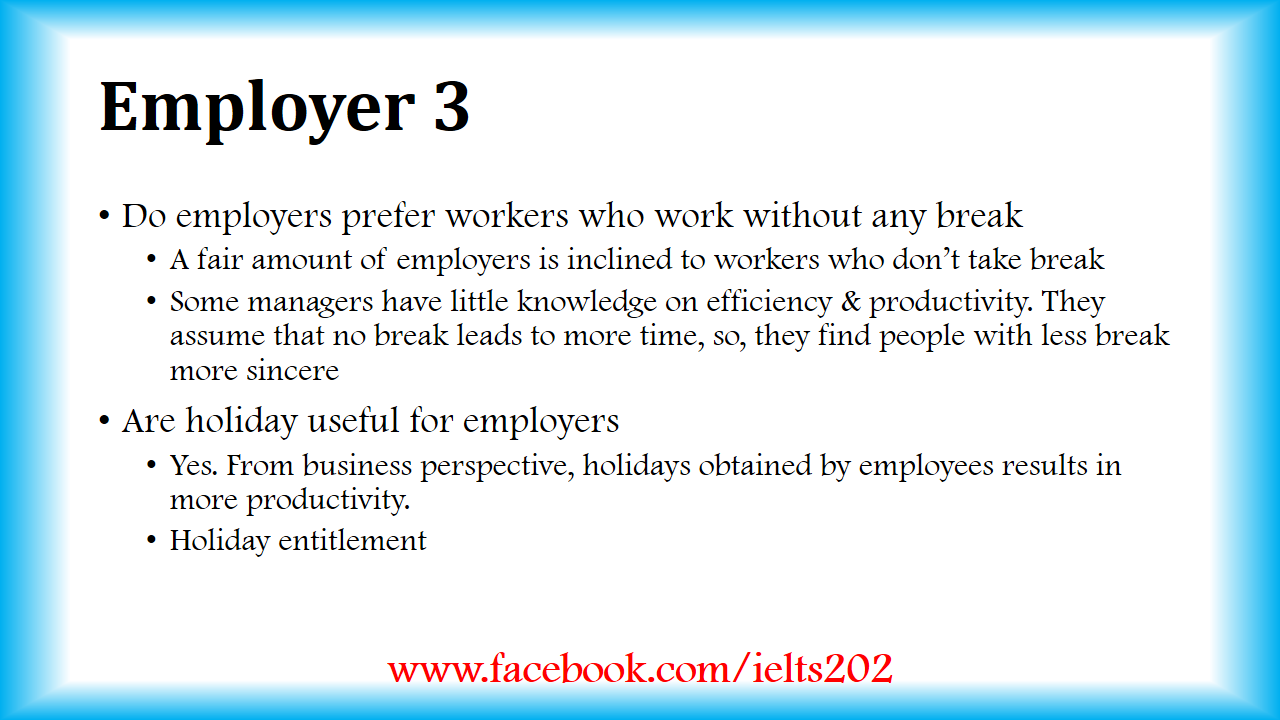 Employer 3
• Do employers prefer workers who work without any break
• A fair amount of employers is inclined to workers who don’t take break
• Some managers have little knowledge on efficiency & productivity. They
assume that no break leads to more time, so, they find people with less break
more sincere
• Are holiday useful for employers
• Yes. From business perspective, holidays obtained by employees results in
more productivity.
• Holiday entitlement
www.facebook.com/ielts202